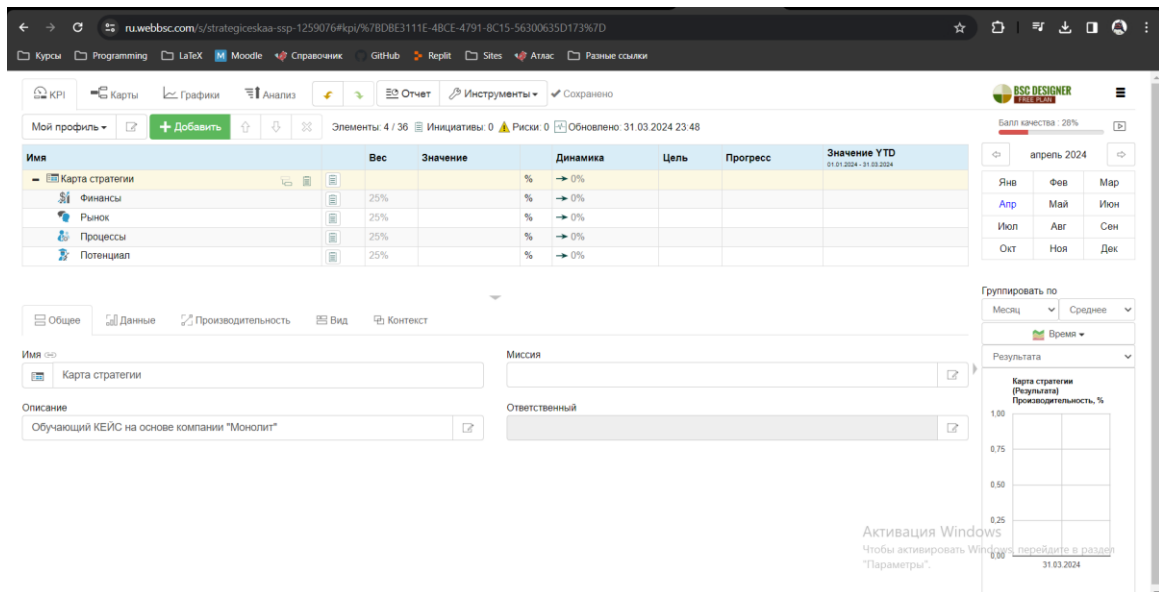 ru.webbsc.com/s/strategiceskaa-ssp-1259076#kpi/%7BDBE3111E-4BCE-4791-8C15-56300635D173%7D
Курсы Programming LaTeX M Moodle Справочник GitHub Replit Sites Атлас Разные ссылки
KPI Карты Графики Анализ Отчет Инструменты Сохранено BSC DESIGNER
FREE PLAN
Мой профиль + Добавить Элементы: 4 / 36 Инициативы: 0 Риски: 0 Обновлено: 31.03.2024 23:48 Балл качества : 28%
Имя Вес Значение Динамика Цель Прогресс Значение YTD
01.01.2024 - 31.03.2024
апрель 2024
Карта стратегии % → 0%
Финансы 25% % → 0%
Рынок 25% % → 0%
Процессы 25% % → 0%
Потенциал 25% % → 0%
Янв Фев Мар
Апр Май Июн
Июл Авг Сен
Окт Ноя Дек
Группировать по
Месяц Среднее
Время
Результата
Общее Данные Производительность Вид Контекст
Имя Миссия
Карта стратегии
Описание Ответственный
Обучающий КЕЙС на основе компании "Монолит"
Карта стратегии
(Результата)
Производительность, %
1,00
0,75
0,50
0,25
0,00
31.03.2024
Активация Windows
Чтобы активировать Windows, перейдите в раздел
"Параметры".